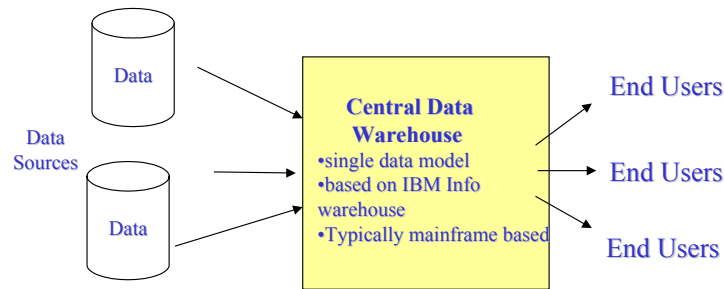 Data
Data
Sources
Data
Central Data
Warehouse
•single data model
•based on IBM Info
warehouse
•Typically mainframe based
End Users
End Users
End Users